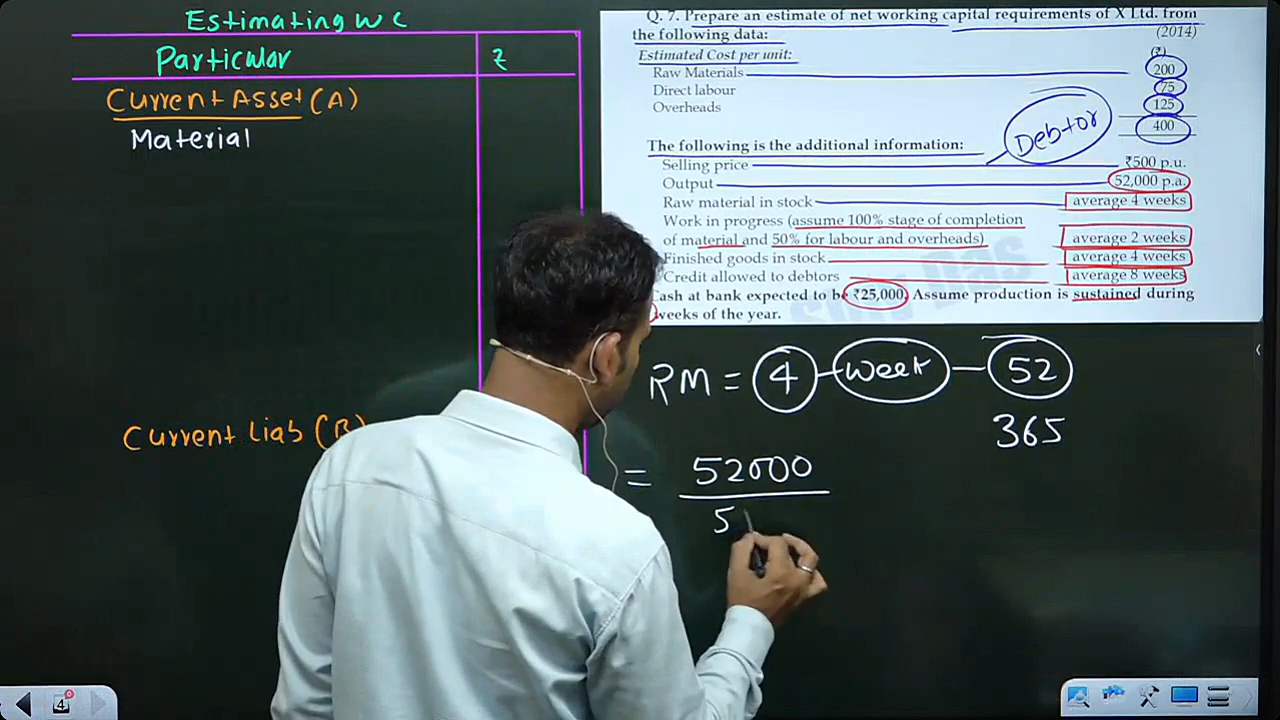 Estimating W C
Particular ₹
Current Asset (A)
Material
Current Liab (B)
Q. 7. Prepare an estimate of net working capital requirements of X Ltd. from
the following data: (2014)
Estimated Cost per unit: (₹)
Raw Materials 200
Direct labour 75
Overheads 125
400
Debtor
The following is the additional information:
Selling price ₹500 p.u.
Output 52,000 p.a.
Raw material in stock average 4 weeks
Work in progress (assume 100% stage of completion
of material and 50% for labour and overheads) average 2 weeks
Finished goods in stock average 4 weeks
Credit allowed to debtors average 8 weeks
Cash at bank expected to be ₹25,000. Assume production is sustained during
weeks of the year.
RM = 4 - week - 52
365
= 52000
5
4